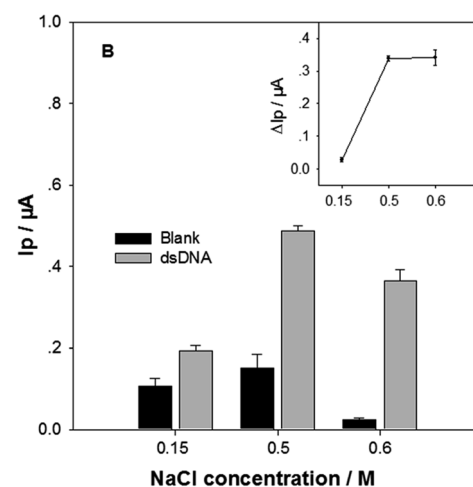 B
1.0
.8
.6
.4
.2
0.0
Ip / µA
Blank
dsDNA
0.15
0.5
0.6
NaCl concentration / M
.4
.3
.2
.1
0.0
ΔIp / µA
0.15
0.5
0.6